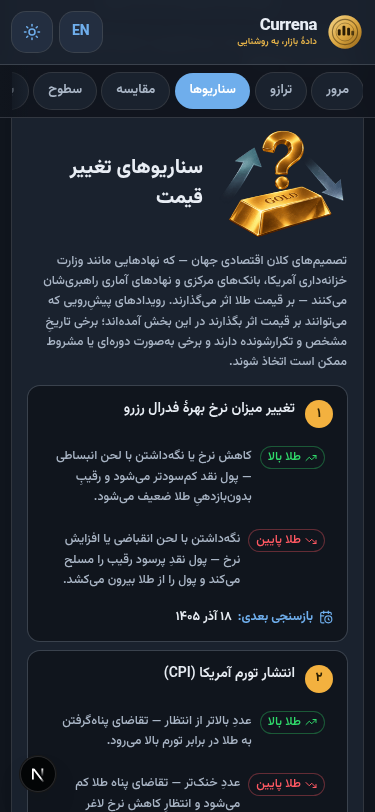 Currena
دادهٔ بازار، به روشنایی
EN
مرور
ترازو
سناریوها
مقایسه
سطوح
سناریوهای تغییر
قیمت
GOLD
تصمیم‌های کلان اقتصادی جهان — که نهادهایی مانند وزارت
خزانه‌داری آمریکا، بانک‌های مرکزی و نهادهای آماری راهبری‌شان
می‌کنند — بر قیمت طلا اثر می‌گذارند. رویدادهای پیشِ‌رویی که
می‌توانند بر قیمت اثر بگذارند در این بخش آمده‌اند؛ برخی تاریخِ
مشخص و تکرارشونده دارند و برخی به‌صورت دوره‌ای یا مشروط
ممکن است اتخاذ شوند.
۱
تغییر میزان نرخ بهرهٔ فدرال رزرو
طلا بالا
کاهش نرخ یا نگه‌داشتن با لحن انبساطی
— پول نقد کم‌سودتر می‌شود و رقیبِ
بدون‌بازدهیِ طلا ضعیف می‌شود.
طلا پایین
نگه‌داشتن با لحن انقباضی یا افزایش
نرخ — پول نقدِ پرسود رقیب را مسلح
می‌کند و پول را از طلا بیرون می‌کشد.
بازسنجی بعدی: ۱۸ آذر ۱۴۰۵
۲
انتشار تورم آمریکا (CPI)
طلا بالا
عددِ بالاتر از انتظار — تقاضای پناه‌گرفتن
به طلا در برابر تورم بالا می‌رود.
طلا پایین
عددِ خنک‌تر — تقاضای پناه طلا کم
می‌شود و انتظارِ کاهش نرخ لاغر
N